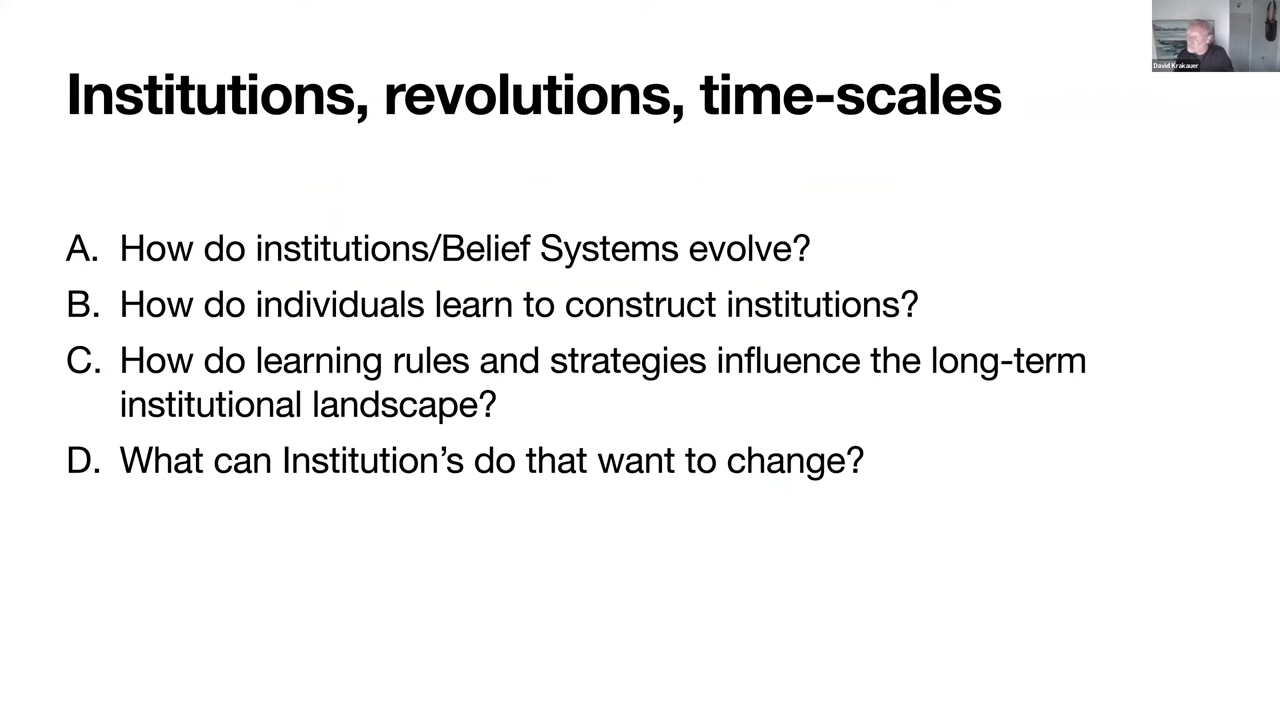 David Krakauer
Institutions, revolutions, time-scales
A. How do institutions/Belief Systems evolve?
B. How do individuals learn to construct institutions?
C. How do learning rules and strategies influence the long-term
institutional landscape?
D. What can Institution's do that want to change?